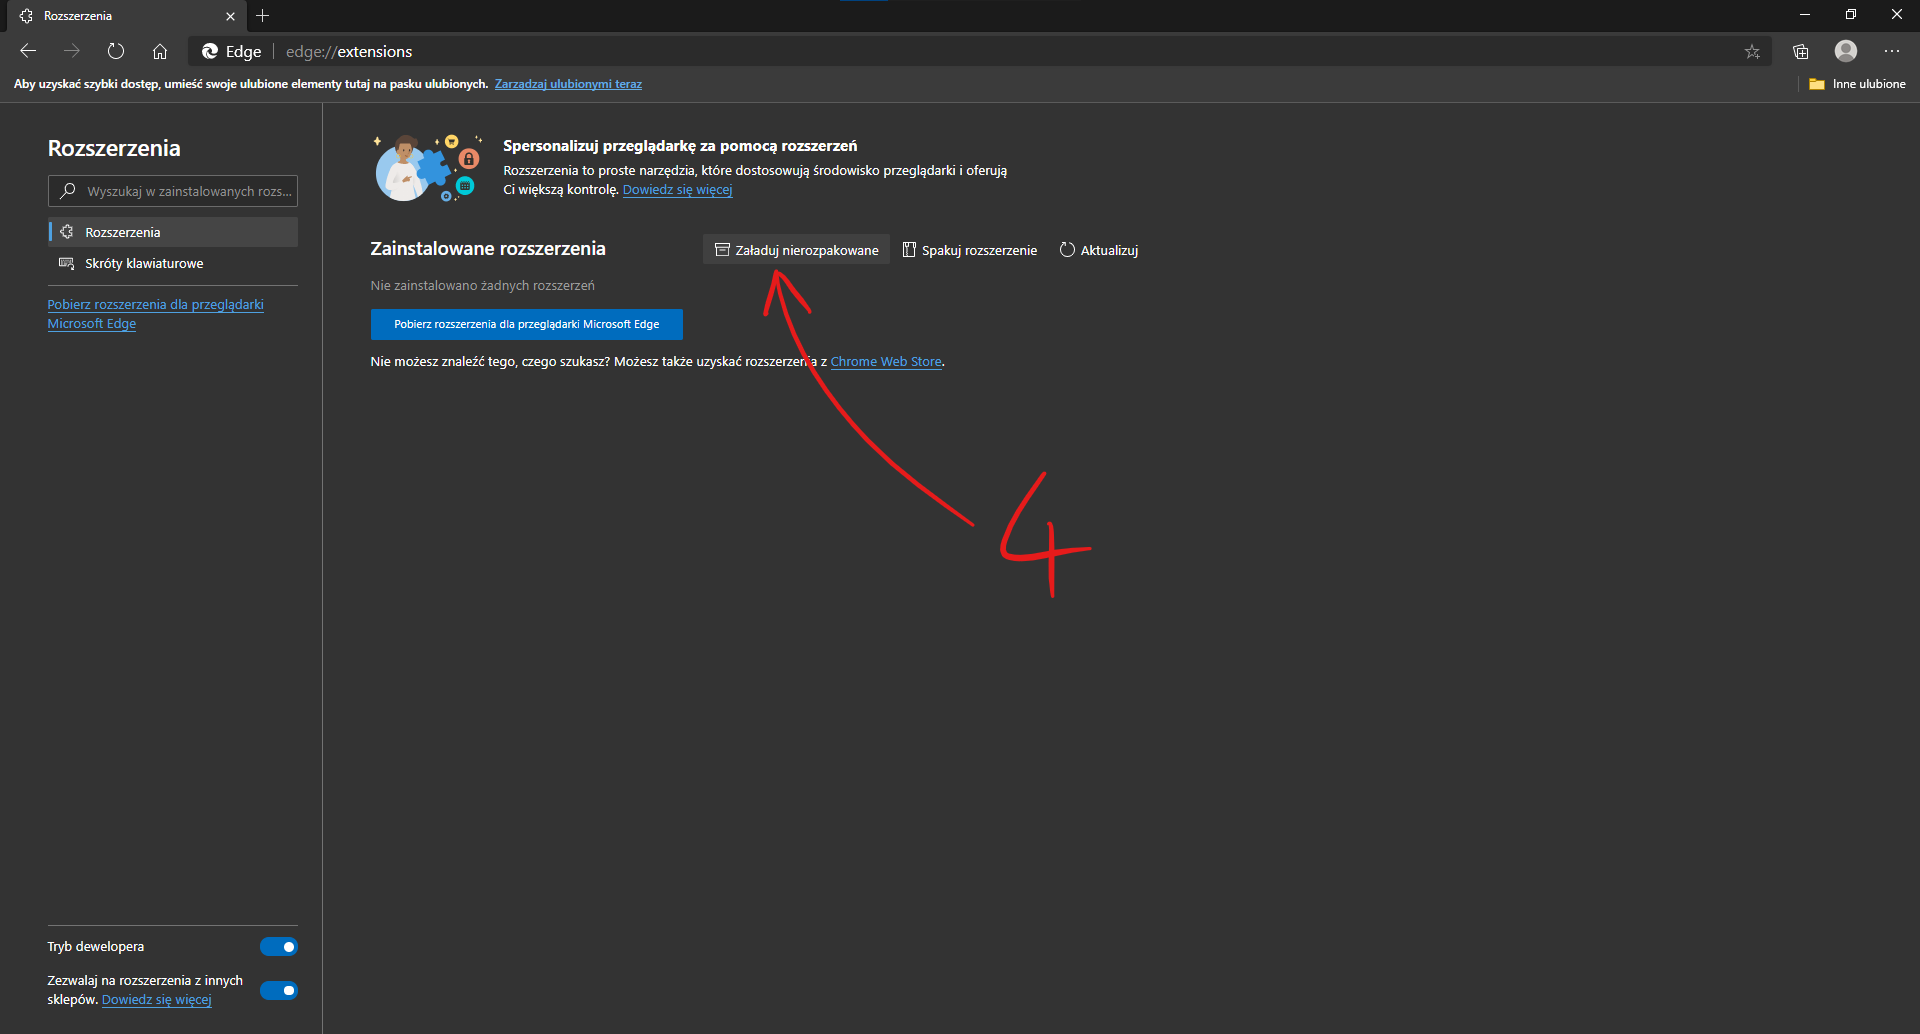 Rozszerzenia
Edge
edge://extensions
Aby uzyskać szybki dostęp, umieść swoje ulubione elementy tutaj na pasku ulubionych. Zarządzaj ulubionymi teraz
Inne ulubione
Rozszerzenia
Wyszukaj w zainstalowanych rozs...
Rozszerzenia
Skróty klawiaturowe
Pobierz rozszerzenia dla przeglądarki
Microsoft Edge
Spersonalizuj przeglądarkę za pomocą rozszerzeń
Rozszerzenia to proste narzędzia, które dostosowują środowisko przeglądarki i oferują
Ci większą kontrolę. Dowiedz się więcej
Zainstalowane rozszerzenia
Załaduj nierozpakowane
Spakuj rozszerzenie
Aktualizuj
Nie zainstalowano żadnych rozszerzeń
Pobierz rozszerzenia dla przeglądarki Microsoft Edge
Nie możesz znaleźć tego, czego szukasz? Możesz także uzyskać rozszerzenia z Chrome Web Store.
4
Tryb dewelopera
Zezwalaj na rozszerzenia z innych
sklepów. Dowiedz się więcej